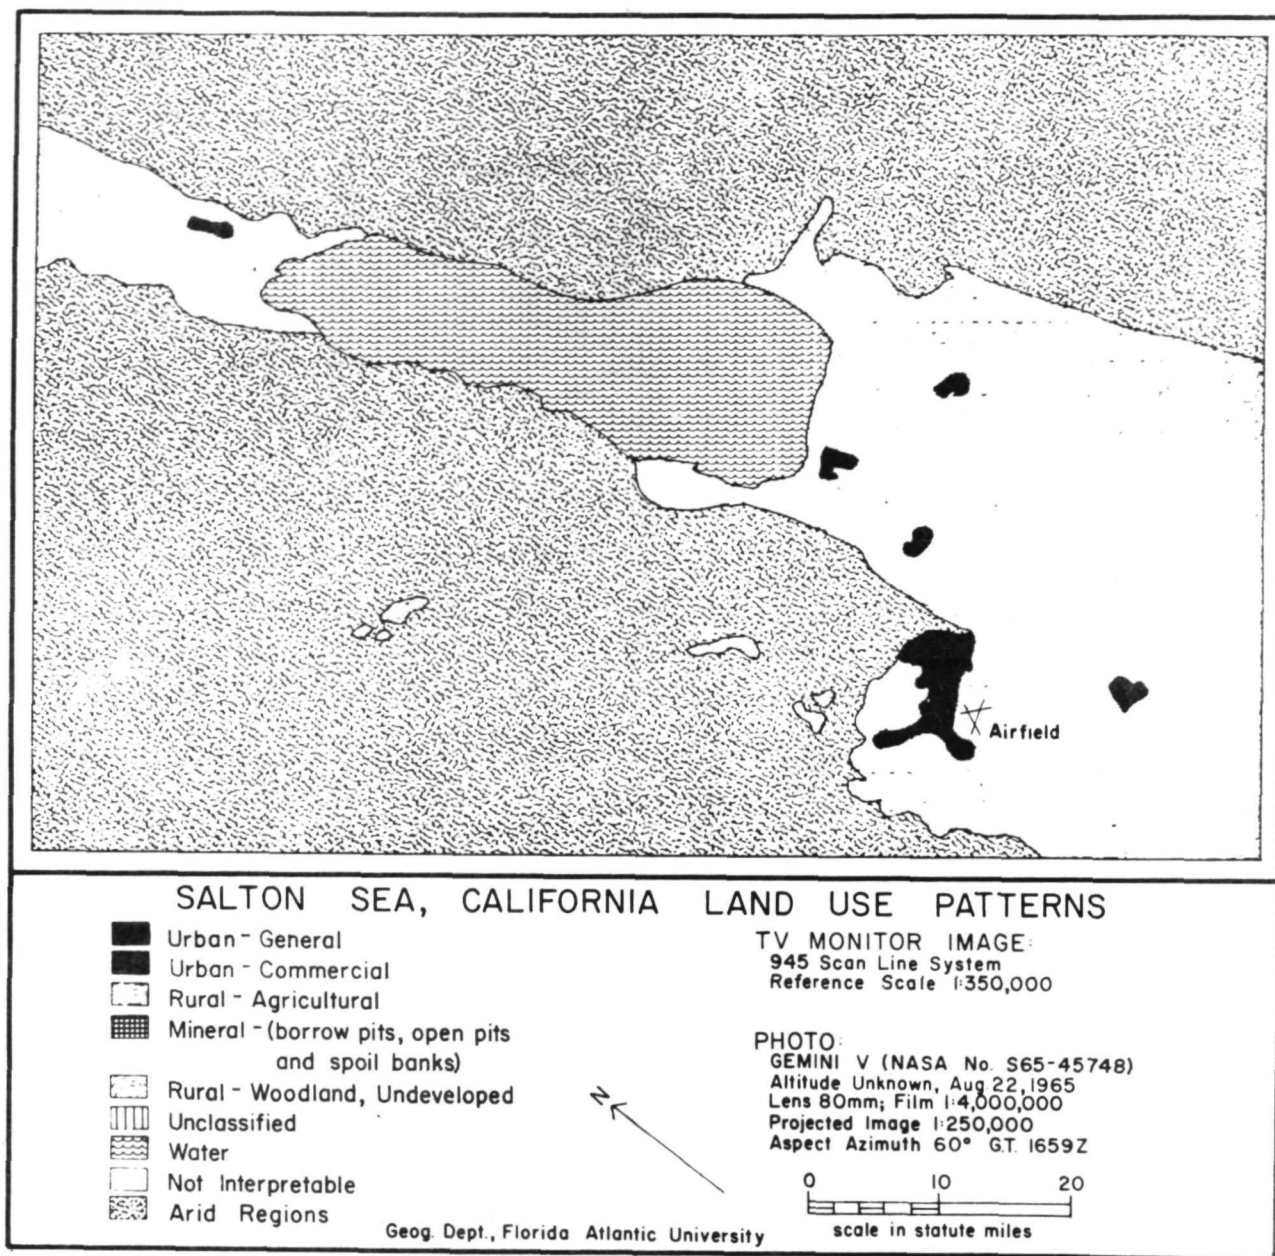 Airfield
SALTON SEA, CALIFORNIA LAND USE PATTERNS
Urban - General
Urban - Commercial
Rural - Agricultural
Mineral - (borrow pits, open pits
and spoil banks)
Rural - Woodland, Undeveloped
Unclassified
Water
Not Interpretable
Arid Regions
N
Geog. Dept., Florida Atlantic University
TV MONITOR IMAGE:
945 Scan Line System
Reference Scale 1:350,000
PHOTO:
GEMINI V (NASA No. S65-45748)
Altitude Unknown, Aug. 22, 1965
Lens 80mm; Film 1:4,000,000
Projected Image 1:250,000
Aspect Azimuth 60° G.T. 1659Z
0 10 20
scale in statute miles